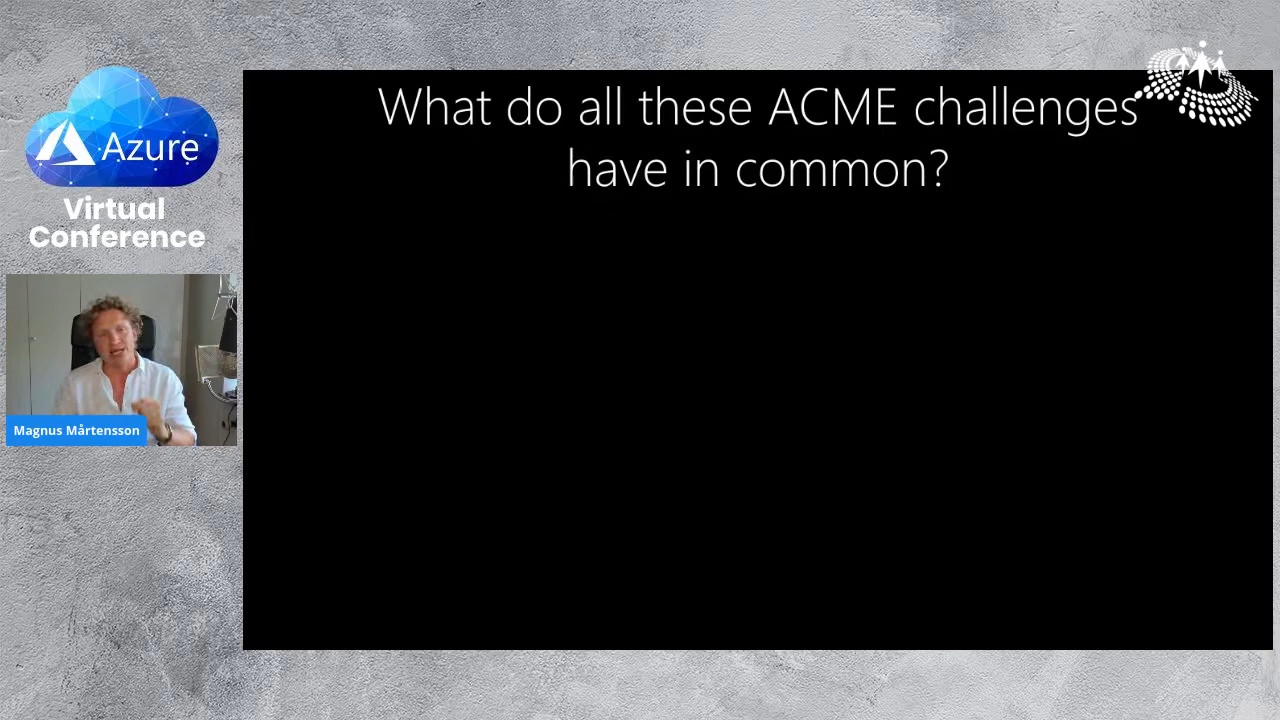 What do all these ACME challenges
have in common?
Azure
Virtual
Conference
Magnus Mårtensson